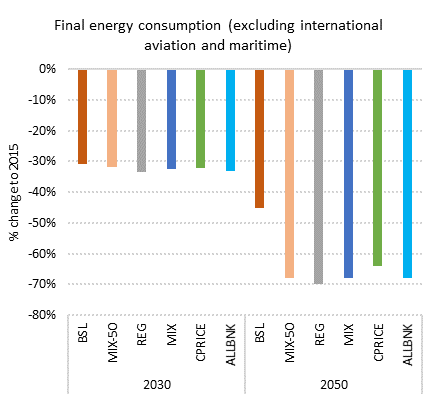 Final energy consumption (excluding international
aviation and maritime)
% change to 2015
0%
-10%
-20%
-30%
-40%
-50%
-60%
-70%
-80%
BSL
MIX-50
REG
MIX
CPRICE
ALLBNK
BSL
MIX-50
REG
MIX
CPRICE
ALLBNK
2030
2050